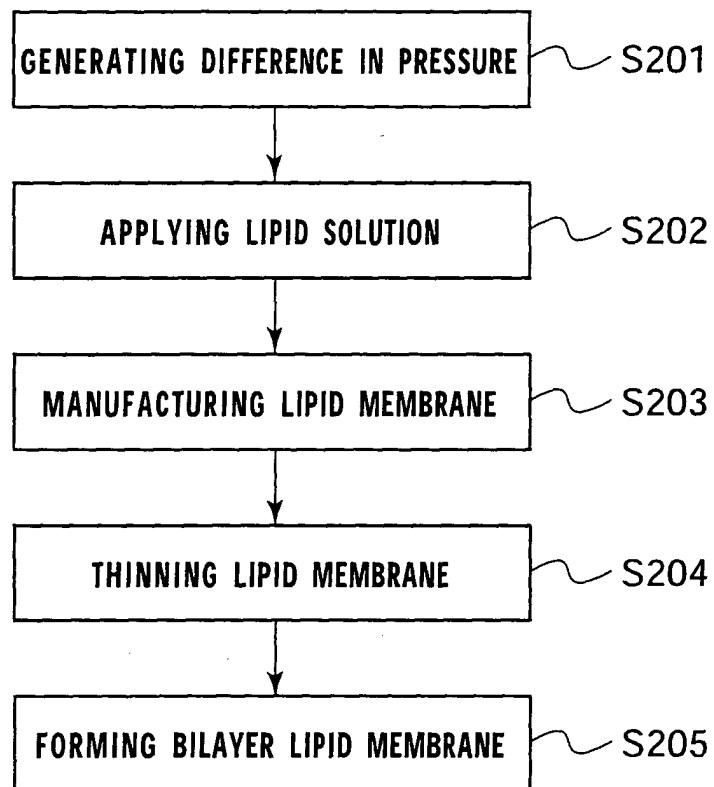 GENERATING DIFFERENCE IN PRESSURE S201
APPLYING LIPID SOLUTION S202
MANUFACTURING LIPID MEMBRANE S203
THINNING LIPID MEMBRANE S204
FORMING BILAYER LIPID MEMBRANE S205